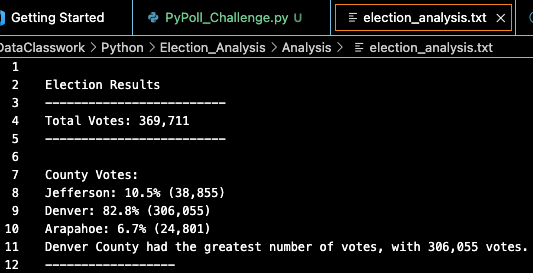 Getting Started
PyPoll_Challenge.py U
election_analysis.txt
DataClasswork > Python > Election_Analysis > Analysis > election_analysis.txt
1
2 Election Results
3 -------------------------
4 Total Votes: 369,711
5 -------------------------
6
7 County Votes:
8 Jefferson: 10.5% (38,855)
9 Denver: 82.8% (306,055)
10 Arapahoe: 6.7% (24,801)
11 Denver County had the greatest number of votes, with 306,055 votes.
12 ------------------